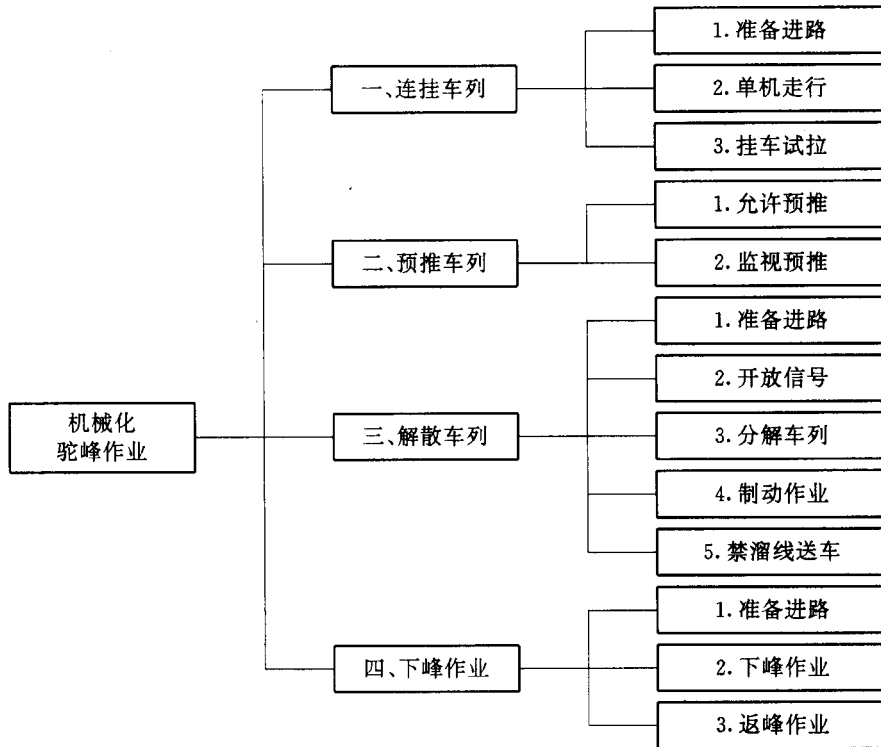 机械化
驼峰作业
一、连挂车列
1.准备进路
2.单机走行
3.挂车试拉
二、预推车列
1.允许预推
2.监视预推
三、解散车列
1.准备进路
2.开放信号
3.分解车列
4.制动作业
5.禁溜线送车
四、下峰作业
1.准备进路
2.下峰作业
3.返峰作业